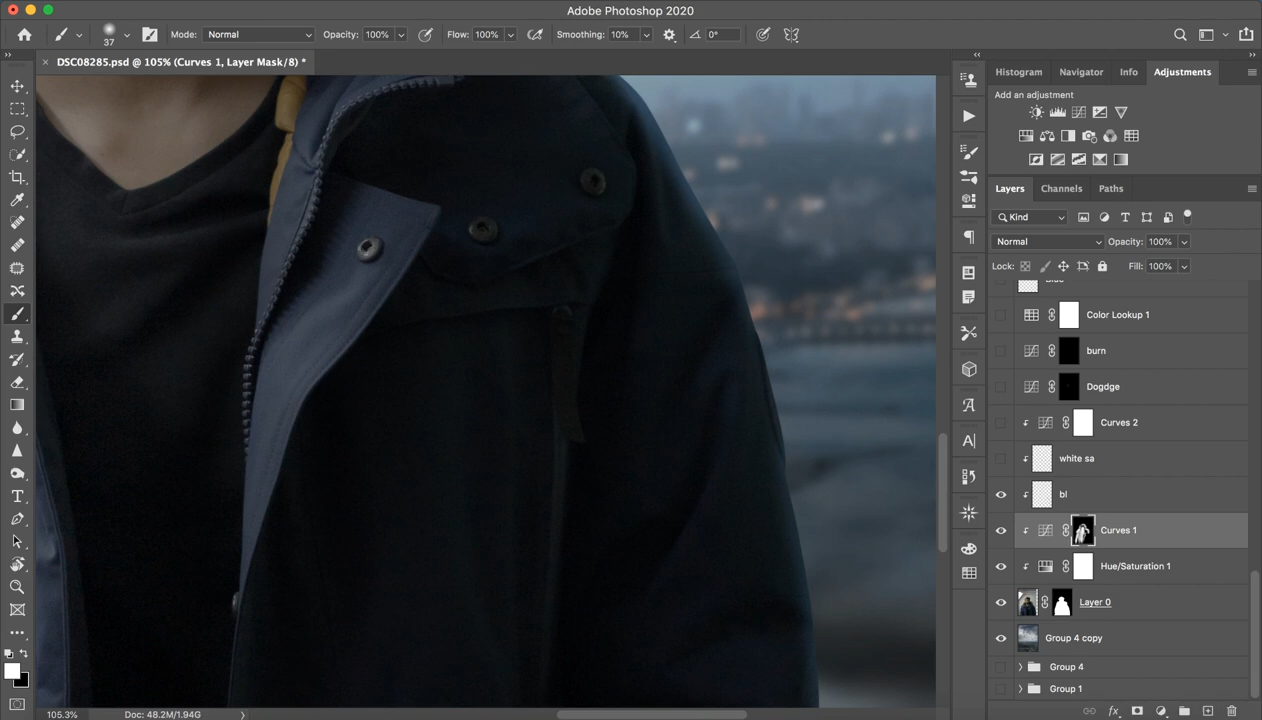 Adobe Photoshop 2020
37
Mode: Normal
Opacity: 100%
Flow: 100%
Smoothing: 10%
0°
DSC08285.psd @ 105% (Curves 1, Layer Mask/8) *
Histogram
Navigator
Info
Adjustments
Add an adjustment
Layers
Channels
Paths
Kind
Normal
Opacity: 100%
Lock:
Fill: 100%
Color Lookup 1
burn
Dogdge
Curves 2
white sa
bl
Curves 1
Hue/Saturation 1
Layer 0
Group 4 copy
Group 4
Group 1
105.3%
Doc: 48.2M/1.94G